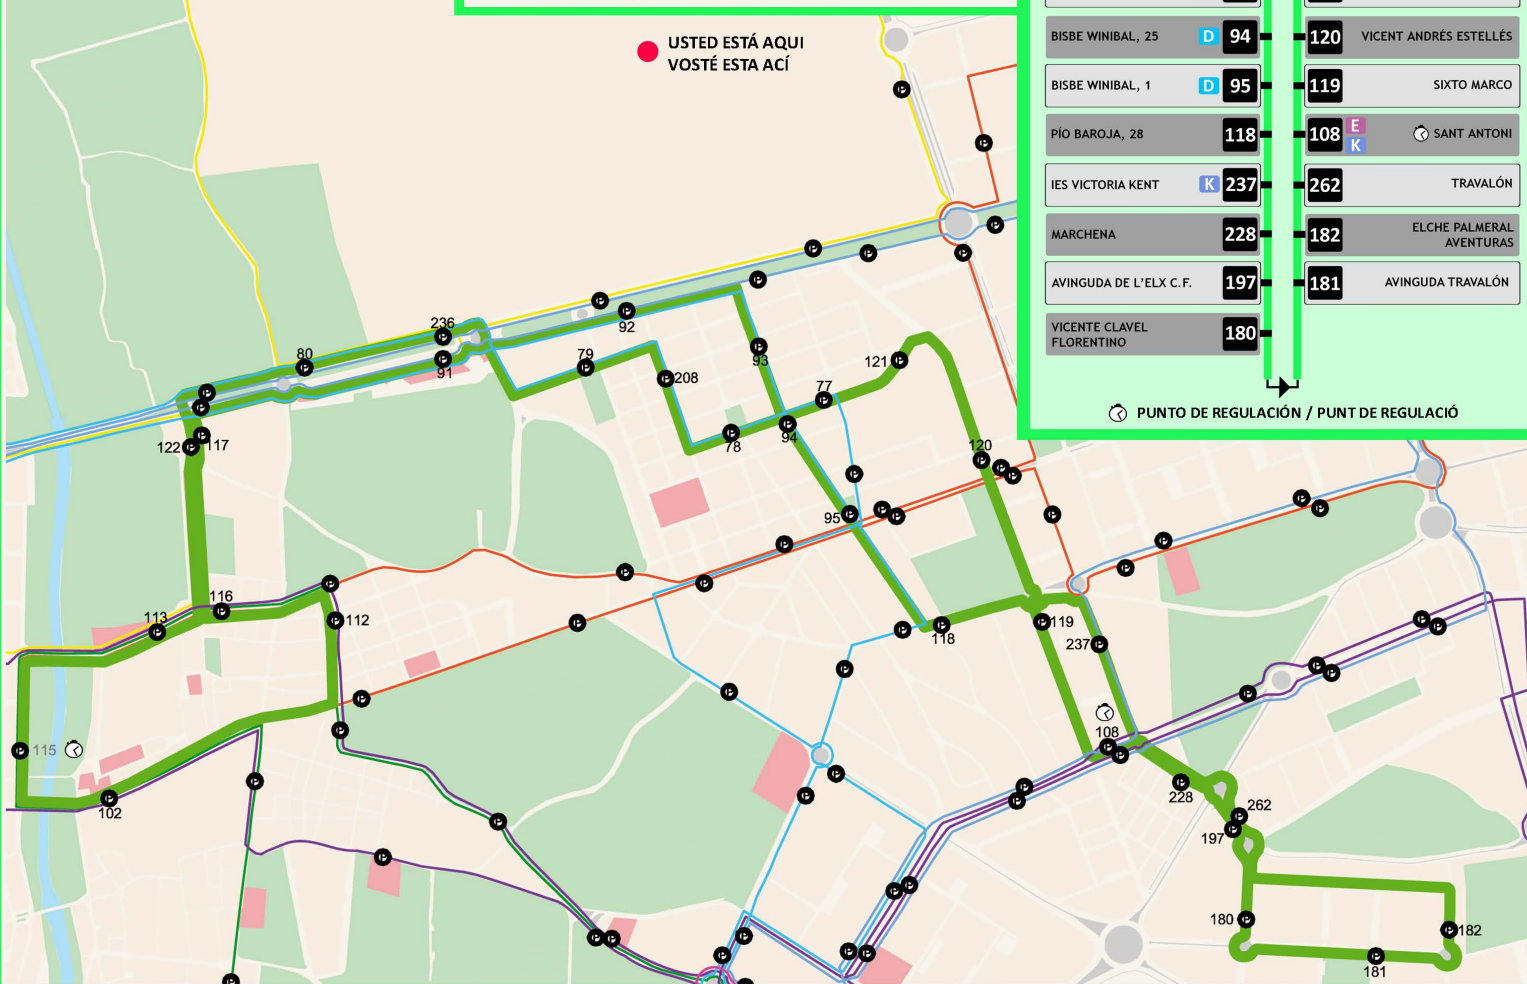 USTED ESTÁ AQUI
VOSTÉ ESTA ACÍ
BISBE WINIBAL, 25 D 94
BISBE WINIBAL, 1 D 95
PÍO BAROJA, 28 118
IES VICTORIA KENT K 237
MARCHENA 228
AVINGUDA DE L'ELX C.F. 197
VICENTE CLAVEL
FLORENTINO 180
120 VICENT ANDRÉS ESTELLÉS
119 SIXTO MARCO
108 E K SANT ANTONI
262 TRAVALÓN
182 ELCHE PALMERAL
AVENTURAS
181 AVINGUDA TRAVALÓN
PUNTO DE REGULACIÓN / PUNT DE REGULACIÓ
236
92
80
91
79
93
208
121
77
122
117
78
94
120
95
116
113
112
118
119
237
115
108
102
228
262
197
180
182
181